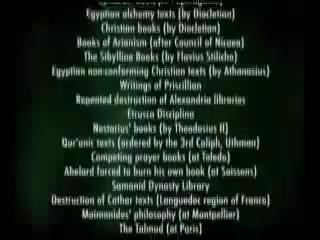 Egyptian alchemy texts (by Diocletian)
Christian books (by Diocletian)
Books of Arianism (after Council of Nicaea)
The Sibylline Books (by Flavius Stilicho)
Egyptian non-conforming Christian texts (by Athanasius)
Writings of Priscillian
Repeated destruction of Alexandria libraries
Etrusca Disciplina
Nestorius' books (by Theodosius II)
Qur'anic texts (ordered by the 3rd Caliph, Uthman)
Competing prayer books (at Toledo)
Abelard forced to burn his own book (at Soissons)
Samanid Dynasty Library
Destruction of Cathar texts (Languedoc region of France)
Maimonides' philosophy (at Montpellier)
The Talmud (at Paris)